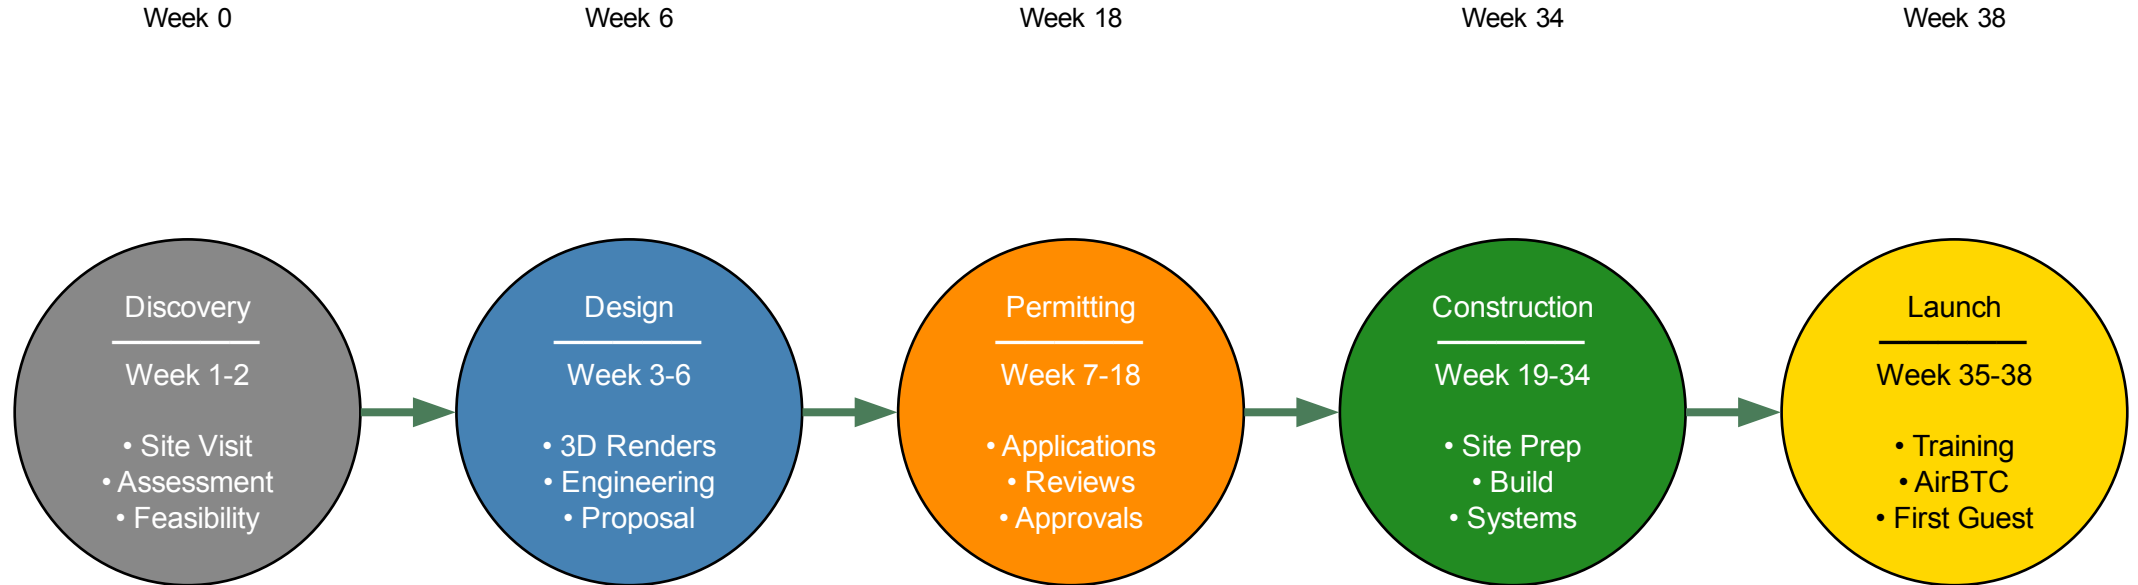 Week 0
Week 6
Week 18
Week 34
Week 38
Discovery
Week 1-2
• Site Visit
• Assessment
• Feasibility
Design
Week 3-6
• 3D Renders
• Engineering
• Proposal
Permitting
Week 7-18
• Applications
• Reviews
• Approvals
Construction
Week 19-34
• Site Prep
• Build
• Systems
Launch
Week 35-38
• Training
• AirBTC
• First Guest